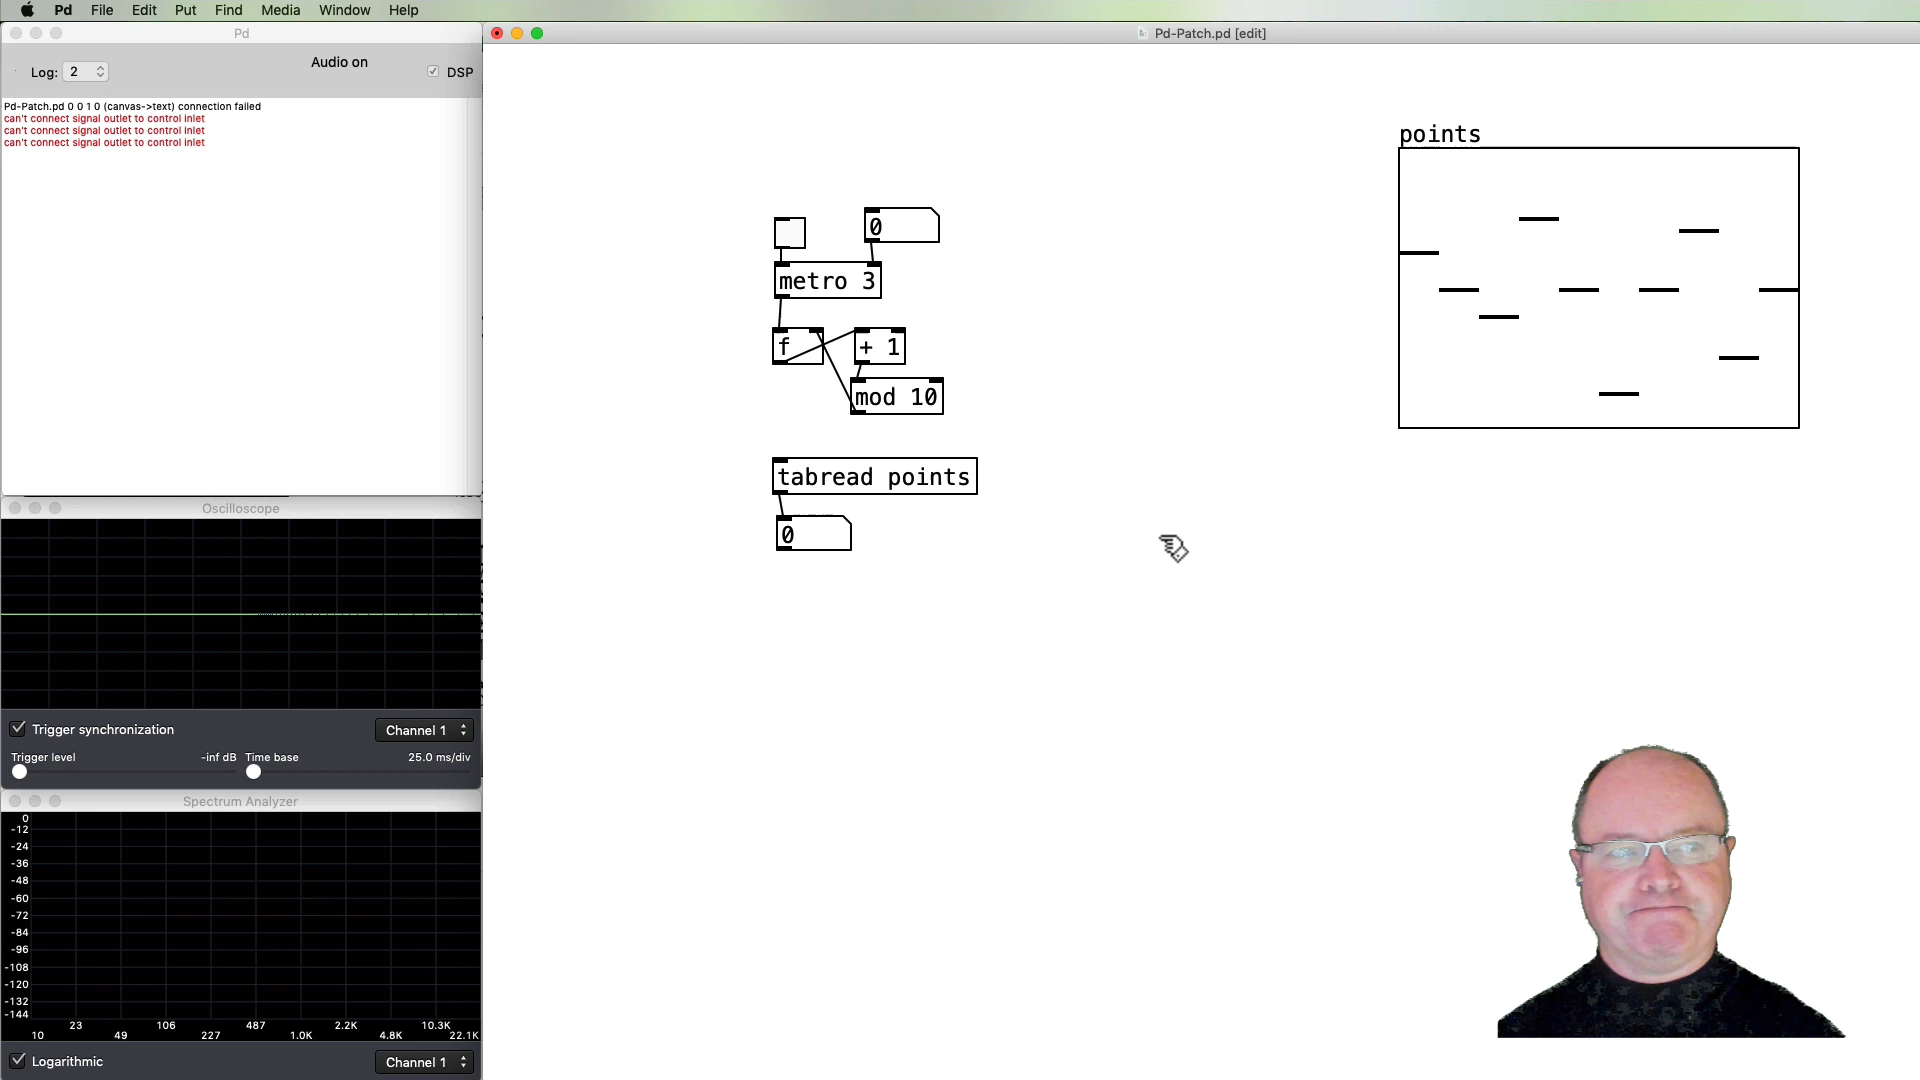 Pd File Edit Put Find Media Window Help
Pd
Log: 2
Audio on
DSP
Pd-Patch.pd 0 0 1 0 (canvas->text) connection failed
can't connect signal outlet to control inlet
can't connect signal outlet to control inlet
can't connect signal outlet to control inlet
Pd-Patch.pd [edit]
points
0
metro 3
f
+ 1
mod 10
tabread points
0
Oscilloscope
Trigger synchronization
Channel 1
Trigger level
-inf dB
Time base
25.0 ms/div
Spectrum Analyzer
0
-12
-24
-36
-48
-60
-72
-84
-96
-108
-120
-132
-144
23 106 487 2.2K 10.3K
10 49 227 1.0K 4.8K 22.1K
Logarithmic
Channel 1